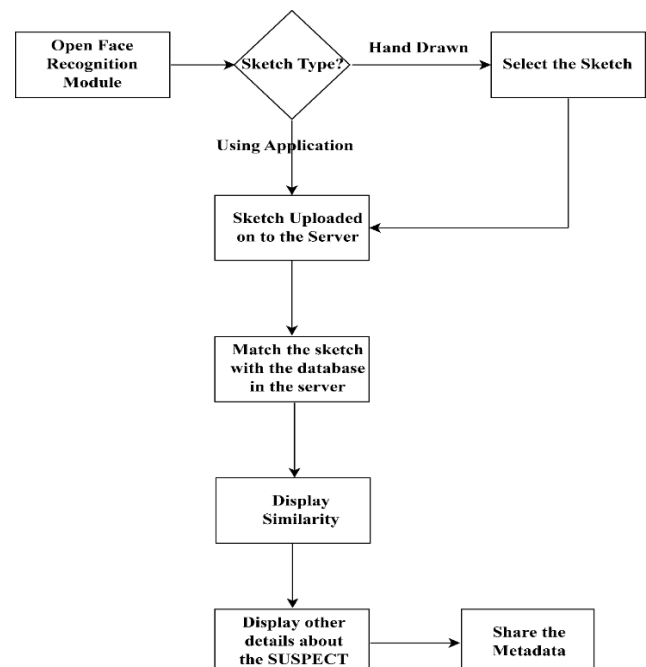 Open Face
Recognition
Module
Sketch Type?
Hand Drawn
Select the Sketch
Using Application
Sketch Uploaded
on to the Server
Match the sketch
with the database
in the server
Display
Similarity
Display other
details about
the SUSPECT
Share the
Metadata